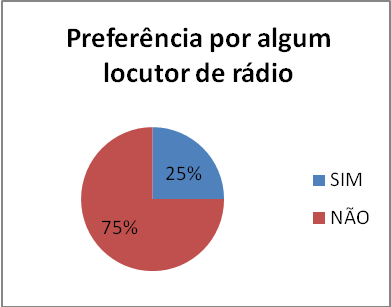 Preferência por algum
locutor de rádio
25%
75%
SIM
NÃO